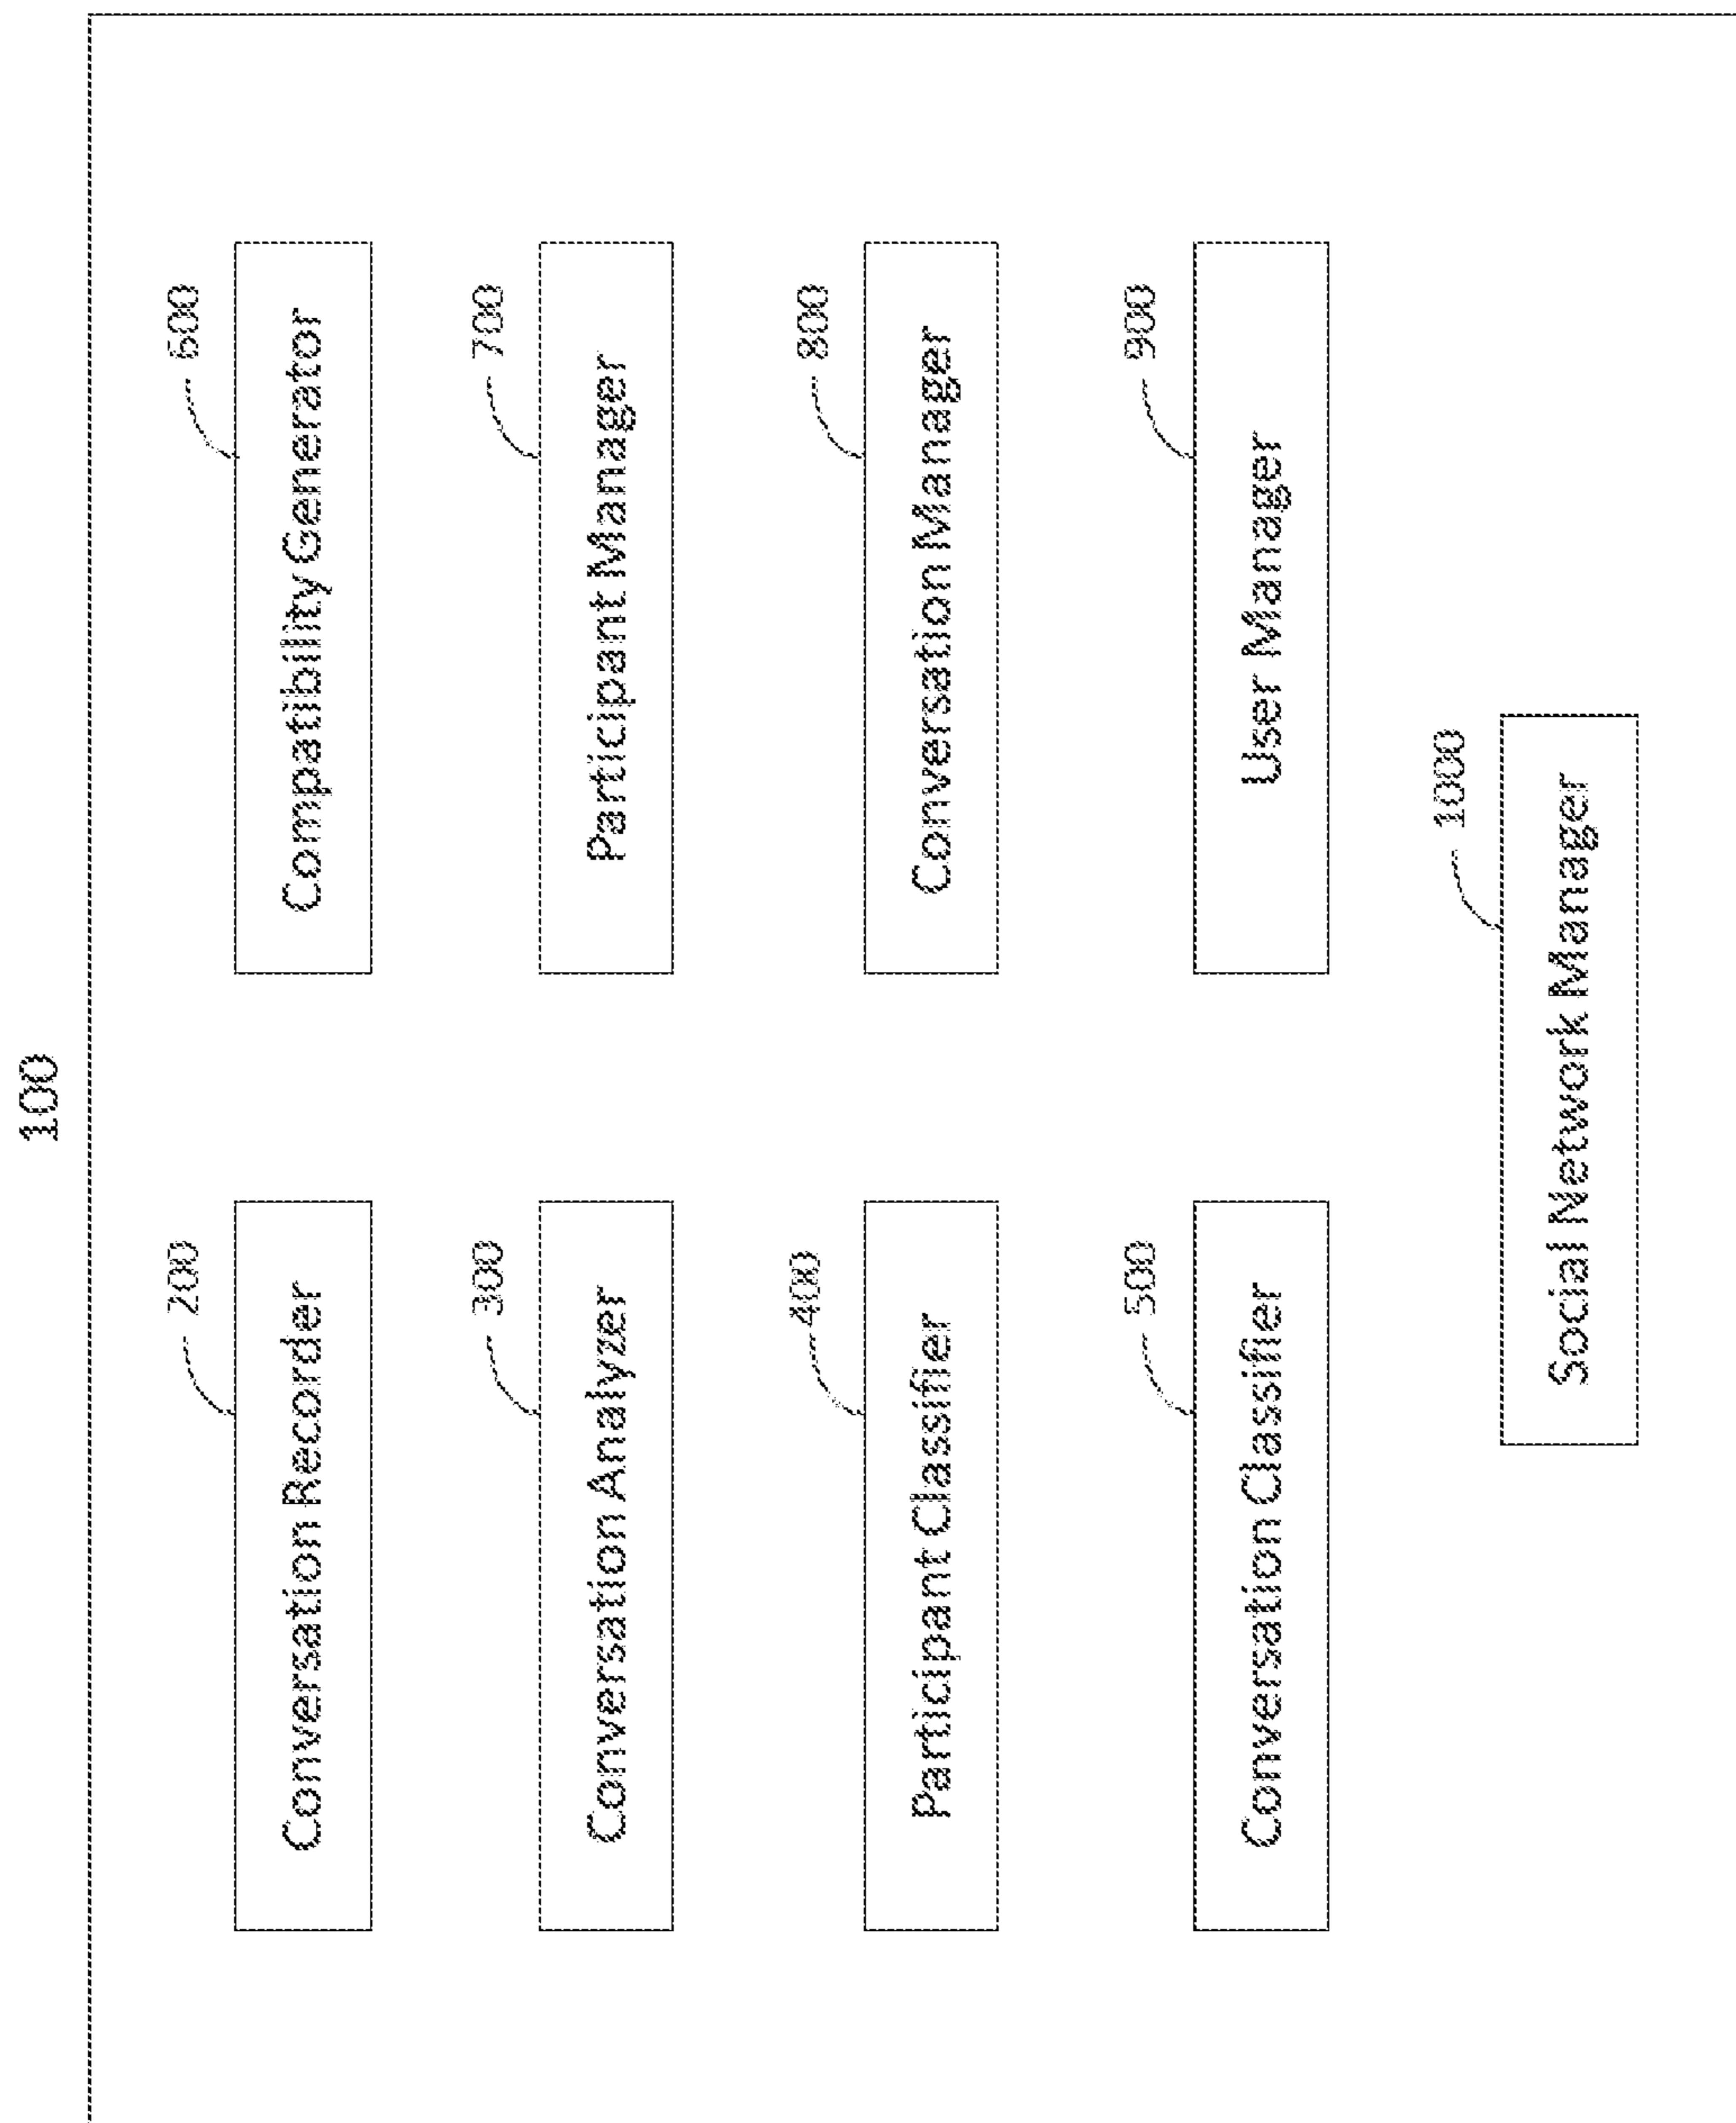 100
200
Conversation Recorder
600
Compatibility Generator
300
Conversation Analyzer
700
Participant Manager
400
Participant Classifier
800
Conversation Manager
500
Conversation Classifier
900
User Manager
1000
Social Network Manager